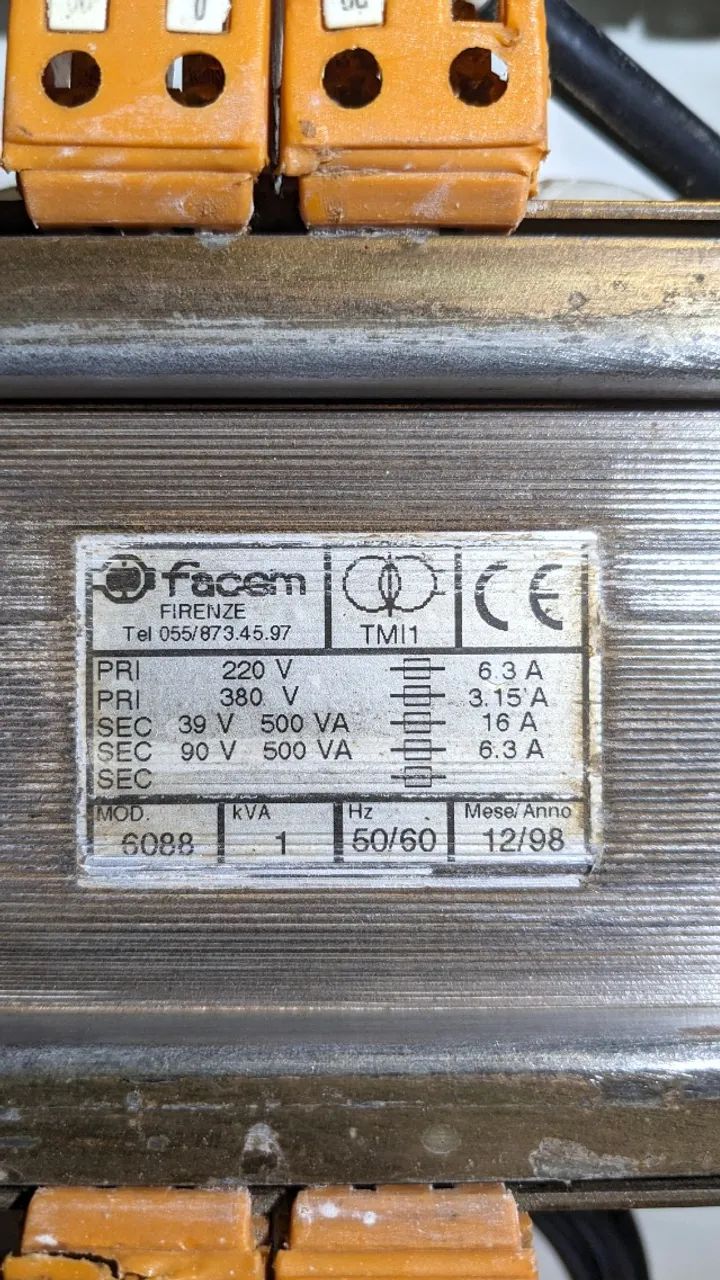 0
facem
FIRENZE
Tel 055/873.45.97
TMI1
CE
PRI 220 V 6.3 A
PRI 380 V 3.15 A
SEC 39 V 500 VA 16 A
SEC 90 V 500 VA 6.3 A
SEC
MOD. kVA Hz Mese/Anno
6088 1 50/60 12/98